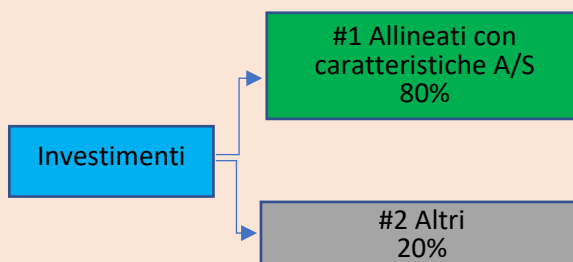 #1 Allineati con
caratteristiche A/S
80%
Investimenti
#2 Altri
20%